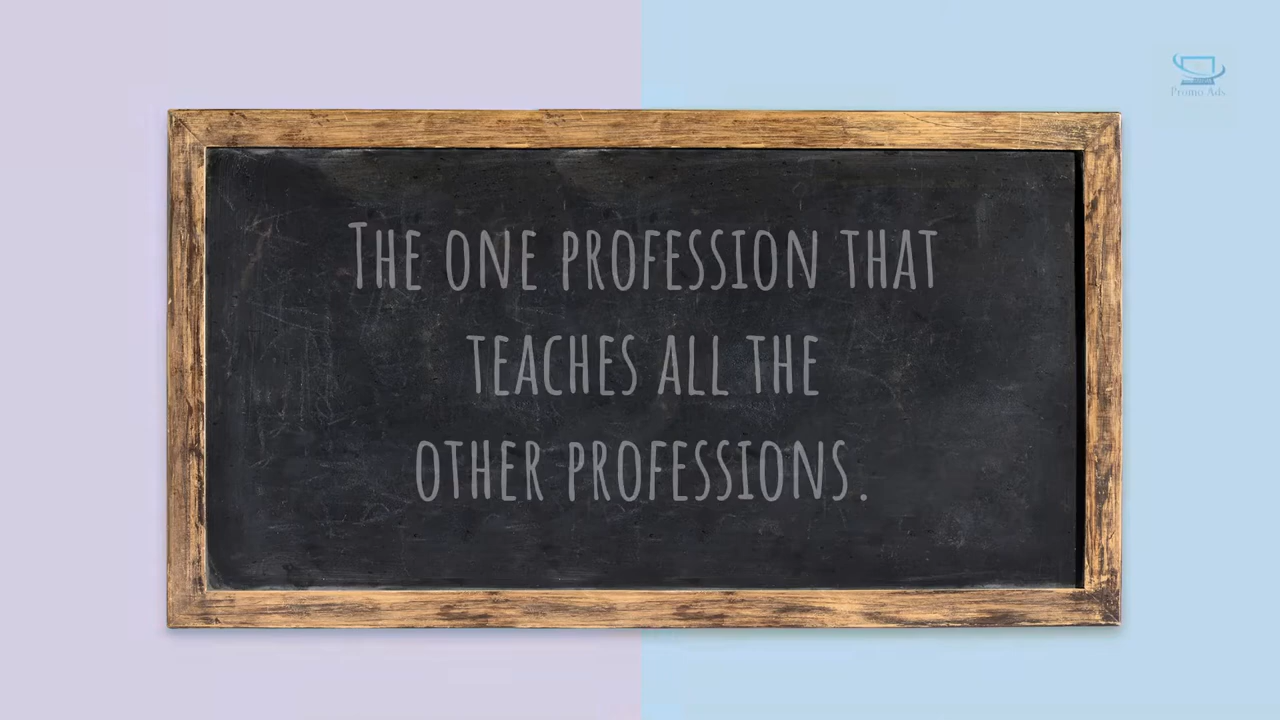 Promo Ads
The one profession that
teaches all the
other professions.